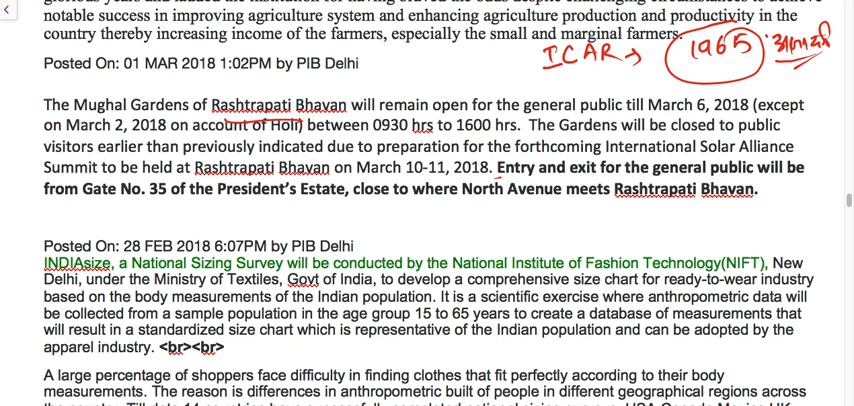 notable success in improving agriculture system and enhancing agriculture production and productivity in the
country thereby increasing income of the farmers, especially the small and marginal farmers.
ICAR → 1965
Posted On: 01 MAR 2018 1:02PM by PIB Delhi
The Mughal Gardens of Rashtrapati Bhavan will remain open for the general public till March 6, 2018 (except
on March 2, 2018 on account of Holi) between 0930 hrs to 1600 hrs. The Gardens will be closed to public
visitors earlier than previously indicated due to preparation for the forthcoming International Solar Alliance
Summit to be held at Rashtrapati Bhavan on March 10-11, 2018. Entry and exit for the general public will be
from Gate No. 35 of the President's Estate, close to where North Avenue meets Rashtrapati Bhavan.
Posted On: 28 FEB 2018 6:07PM by PIB Delhi
INDIAsize, a National Sizing Survey will be conducted by the National Institute of Fashion Technology(NIFT), New
Delhi, under the Ministry of Textiles, Govt of India, to develop a comprehensive size chart for ready-to-wear industry
based on the body measurements of the Indian population. It is a scientific exercise where anthropometric data will
be collected from a sample population in the age group 15 to 65 years to create a database of measurements that
will result in a standardized size chart which is representative of the Indian population and can be adopted by the
apparel industry. <br><br>
A large percentage of shoppers face difficulty in finding clothes that fit perfectly according to their body
measurements. The reason is differences in anthropometric built of people in different geographical regions across